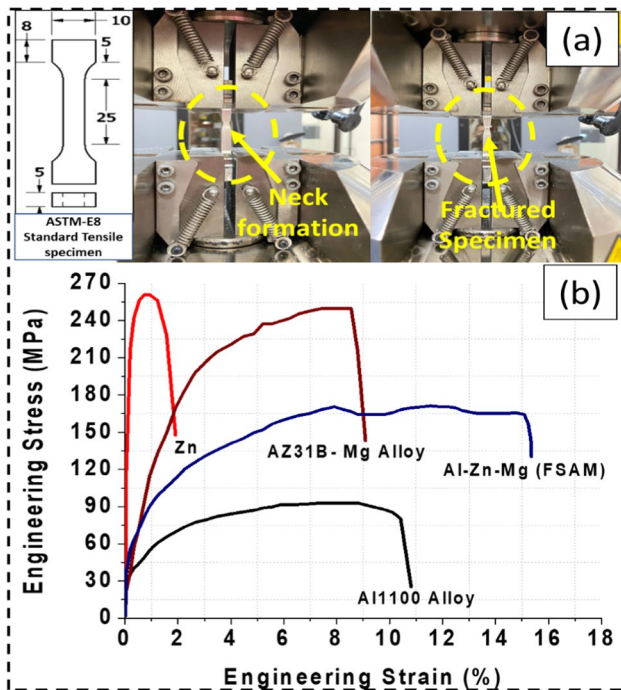 8
10
5
25
5
ASTM-E8
Standard Tensile
specimen
Neck
formation
Fractured
Specimen
(a)
(b)
270
240
210
180
150
120
90
60
30
0
Engineering Stress (MPa)
Zn
AZ31B- Mg Alloy
Al-Zn-Mg (FSAM)
Al1100 Alloy
0 2 4 6 8 10 12 14 16 18
Engineering Strain (%)